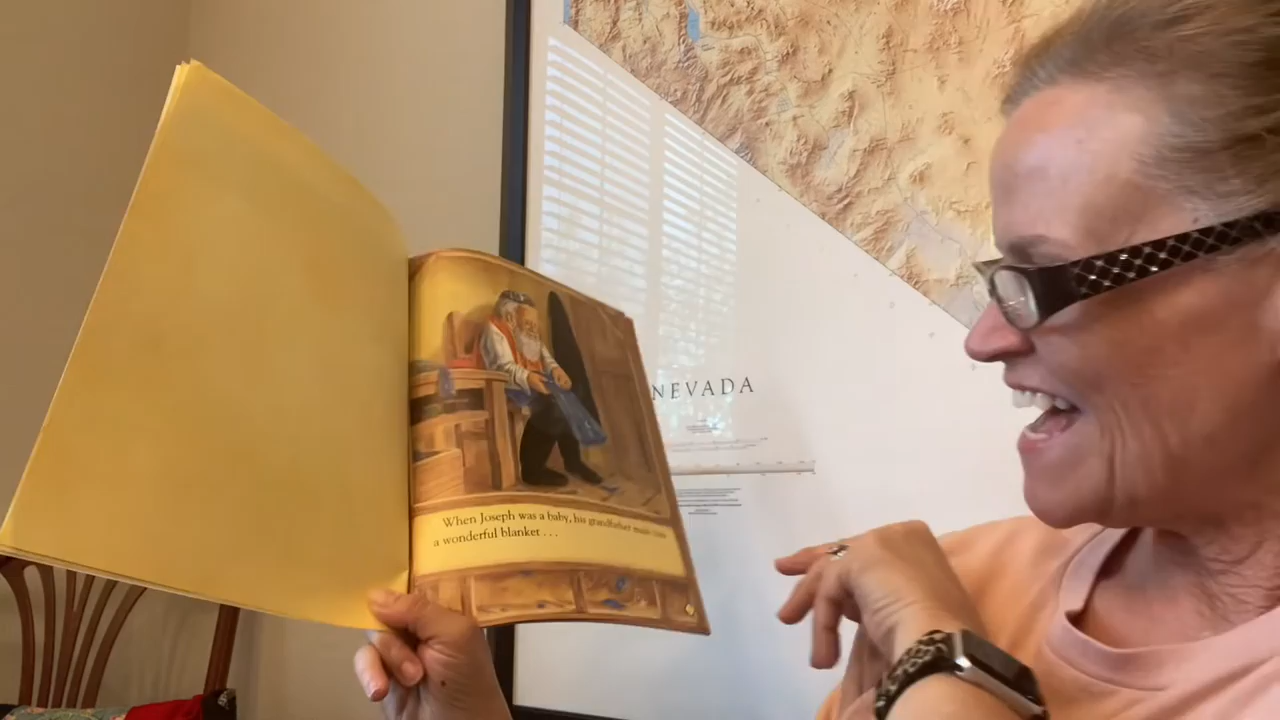 NEVADA
When Joseph was a baby, his grandfather made him
a wonderful blanket . . .